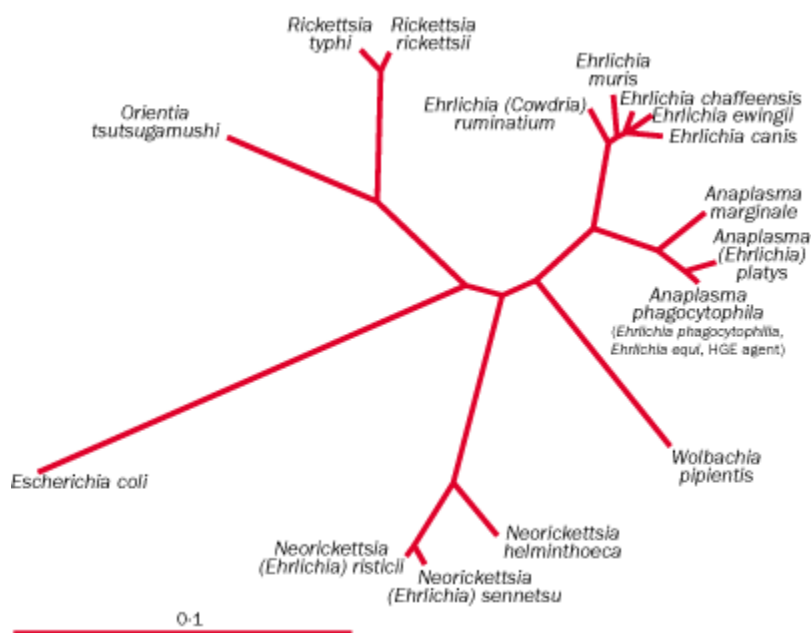 Rickettsia
typhi
Rickettsia
rickettsii
Orientia
tsutsugamushi
Ehrlichia
muris
Ehrlichia (Cowdria)
ruminatium
Ehrlichia chaffeensis
Ehrlichia ewingii
Ehrlichia canis
Anaplasma
marginale
Anaplasma
(Ehrlichia)
platys
Anaplasma
phagocytophila
(Ehrlichia phagocytophilia,
Ehrlichia equi, HGE agent)
Wolbachia
pipientis
Escherichia coli
Neorickettsia
helminthoeca
Neorickettsia
(Ehrlichia) risticii
Neorickettsia
(Ehrlichia) sennetsu
0·1